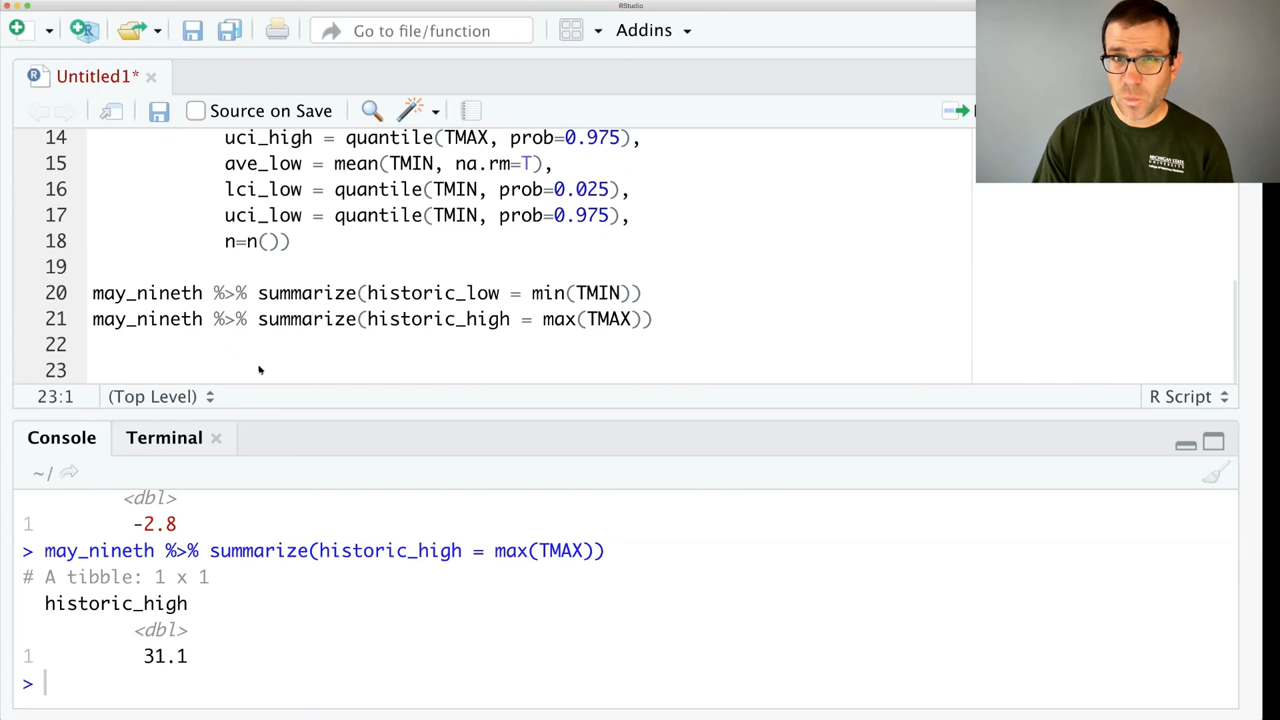 RStudio
Go to file/function
Addins
Untitled1*
Source on Save
14 uci_high = quantile(TMAX, prob=0.975),
15 ave_low = mean(TMIN, na.rm=T),
16 lci_low = quantile(TMIN, prob=0.025),
17 uci_low = quantile(TMIN, prob=0.975),
18 n=n())
19
20 may_nineth %>% summarize(historic_low = min(TMIN))
21 may_nineth %>% summarize(historic_high = max(TMAX))
22
23
23:1 (Top Level) R Script
Console Terminal
~/
<dbl>
1 -2.8
> may_nineth %>% summarize(historic_high = max(TMAX))
# A tibble: 1 x 1
historic_high
<dbl>
1 31.1
>
MICHIGAN STATE
UNIVERSITY